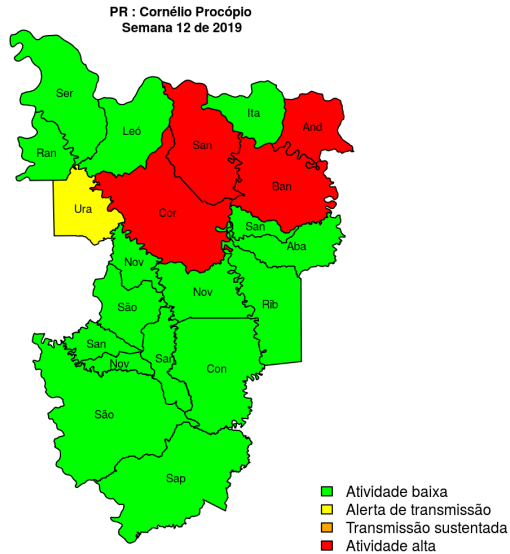 PR : Cornélio Procópio
Semana 12 de 2019
Ser
Leó
Ita
And
San
Ran
Ban
Ura
Cor
San
Aba
Nov
Nov
São
Rib
San
San
Nov
Con
São
Sap
Atividade baixa
Alerta de transmissão
Transmissão sustentada
Atividade alta